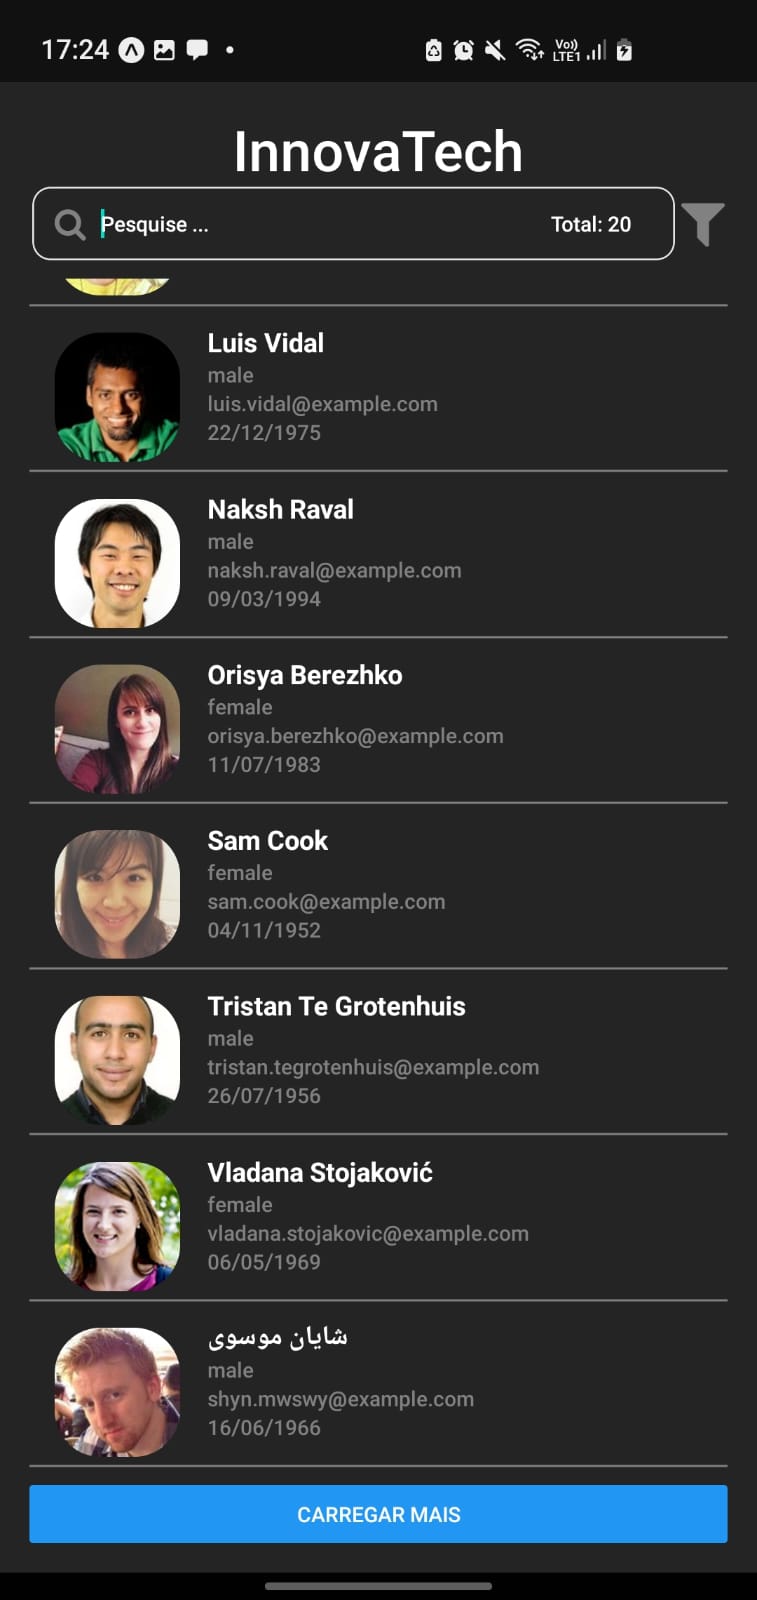 17:24
Vo)) LTE1
InnovaTech
Pesquise ... Total: 20
Luis Vidal
male
luis.vidal@example.com
22/12/1975
Naksh Raval
male
naksh.raval@example.com
09/03/1994
Orisya Berezhko
female
orisya.berezhko@example.com
11/07/1983
Sam Cook
female
sam.cook@example.com
04/11/1952
Tristan Te Grotenhuis
male
tristan.tegrotenhuis@example.com
26/07/1956
Vladana Stojaković
female
vladana.stojakovic@example.com
06/05/1969
شایان موسوی
male
shyn.mwswy@example.com
16/06/1966
CARREGAR MAIS